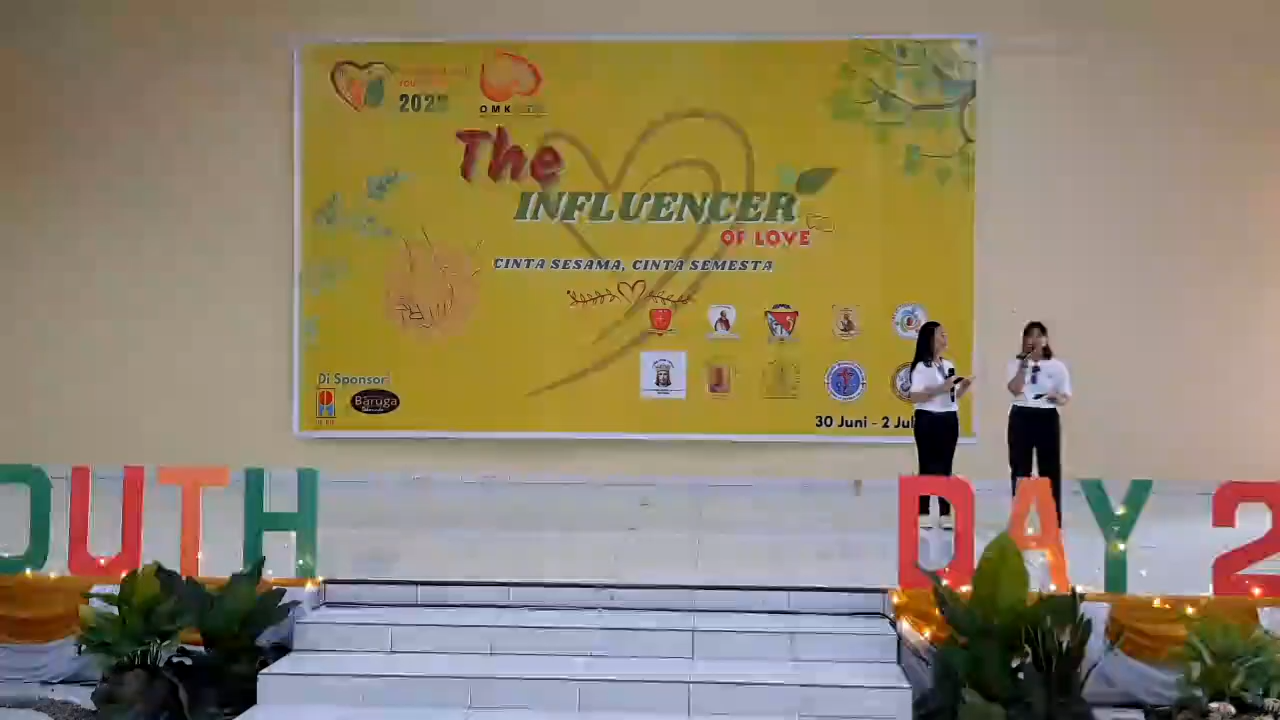 2023
OMK
The
INFLUENCER
OF LOVE
CINTA SESAMA, CINTA SEMESTA
Di Sponsori
Baruga
30 Juni - 2 Jul
OUTH DAY 2